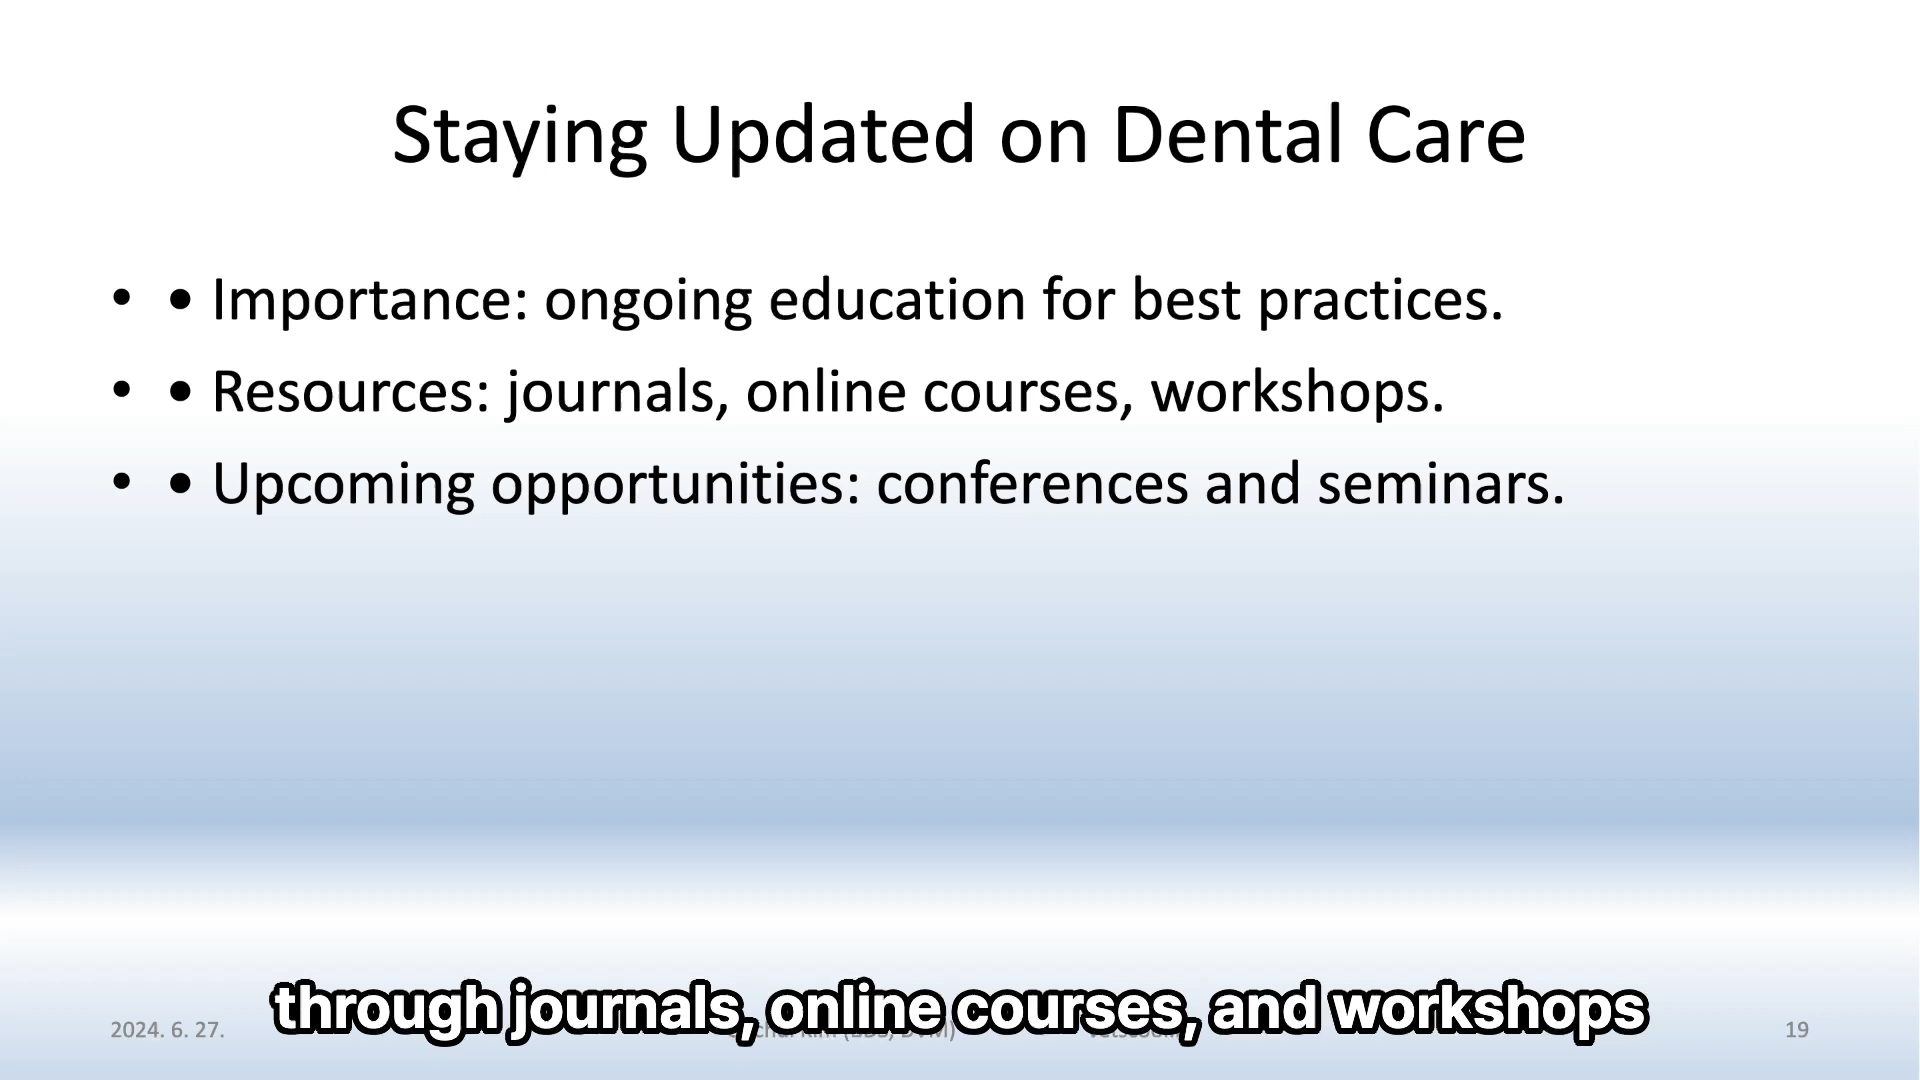 Staying Updated on Dental Care
• • Importance: ongoing education for best practices.
• • Resources: journals, online courses, workshops.
• • Upcoming opportunities: conferences and seminars.
through journals, online courses, and workshops
2024. 6. 27.
19